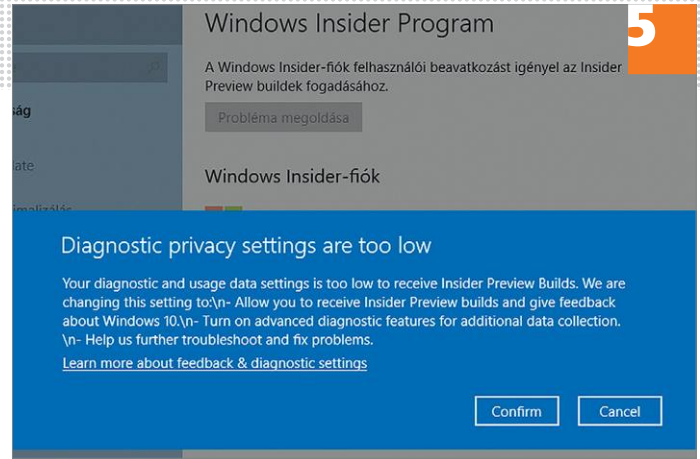 Windows Insider Program
5
A Windows Insider-fiók felhasználói beavatkozást igényel az Insider
Preview buildek fogadásához.
Probléma megoldása
ág
ate
Windows Insider-fiók
imalizálás
Diagnostic privacy settings are too low
Your diagnostic and usage data settings is too low to receive Insider Preview Builds. We are
changing this setting to:\n- Allow you to receive Insider Preview builds and give feedback
about Windows 10.\n- Turn on advanced diagnostic features for additional data collection.
\n- Help us further troubleshoot and fix problems.
Learn more about feedback & diagnostic settings
Confirm
Cancel